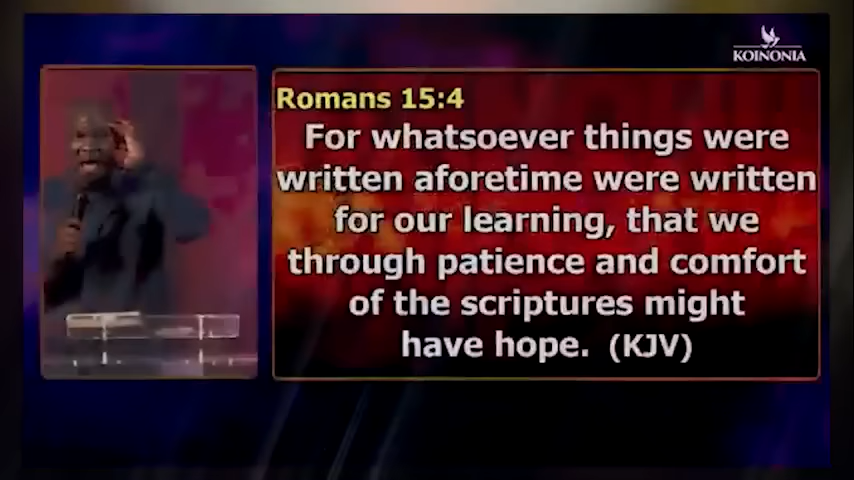 KOINONIA
Romans 15:4
For whatsoever things were
written aforetime were written
for our learning, that we
through patience and comfort
of the scriptures might
have hope. (KJV)